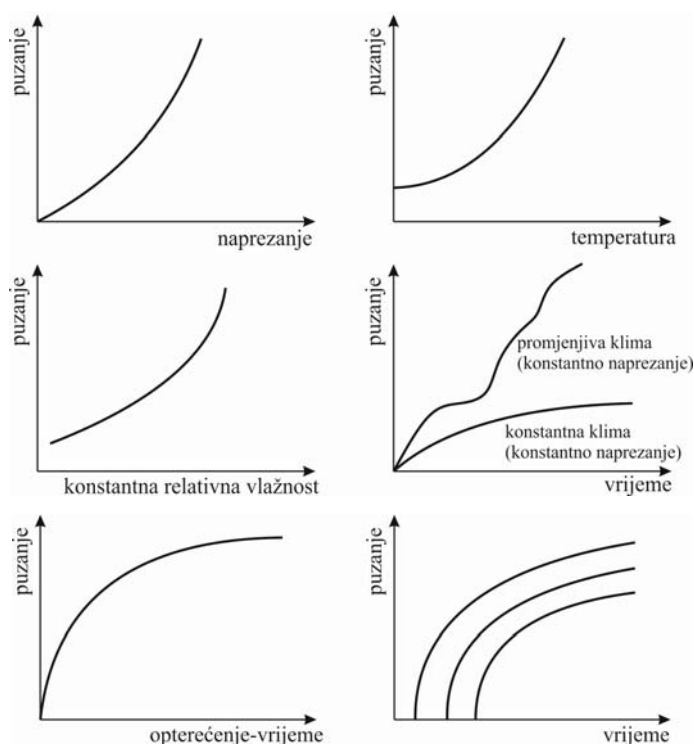 puzanje
naprezanje
puzanje
temperatura
puzanje
konstantna relativna vlažnost
puzanje
promjenjiva klima
(konstantno naprezanje)
konstantna klima
(konstantno naprezanje)
vrijeme
puzanje
opterećenje-vrijeme
puzanje
vrijeme